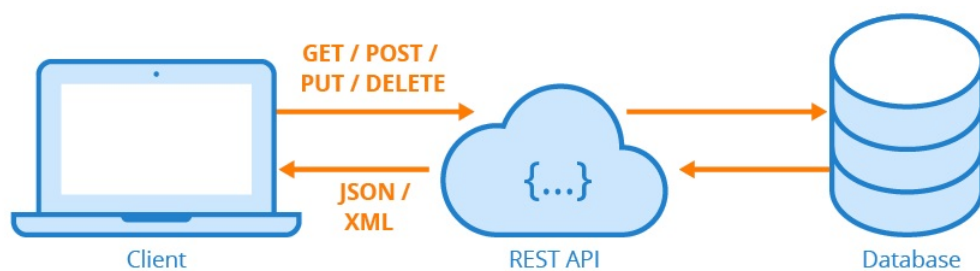 GET / POST /
PUT / DELETE
{...}
JSON /
XML
Client
REST API
Database